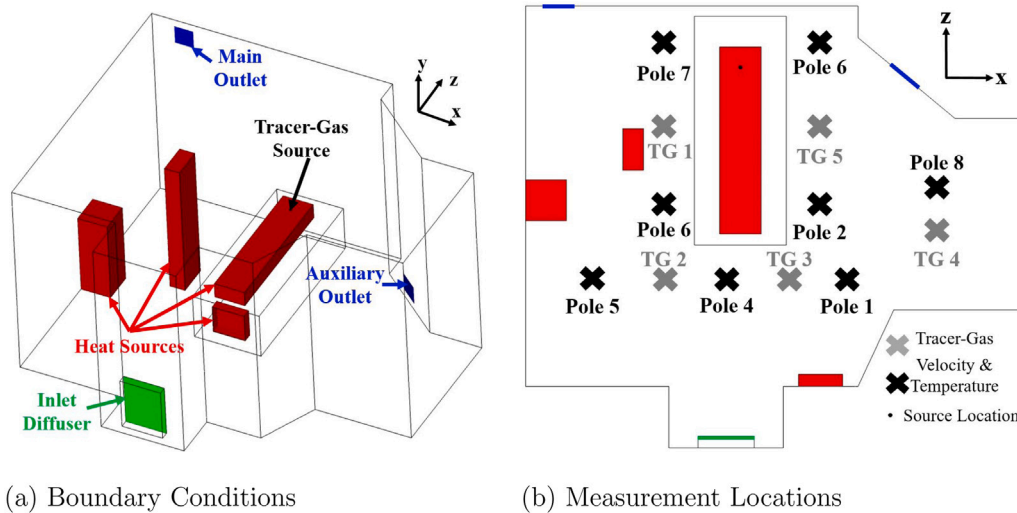 Main
Outlet
y
z
x
Tracer-Gas
Source
Auxiliary
Outlet
Heat Sources
Inlet
Diffuser
(a) Boundary Conditions
z
x
Pole 7
Pole 6
TG 1
TG 5
Pole 8
Pole 6
Pole 2
TG 4
TG 2
TG 3
Pole 5
Pole 4
Pole 1
Tracer-Gas
Velocity &
Temperature
Source Location
(b) Measurement Locations